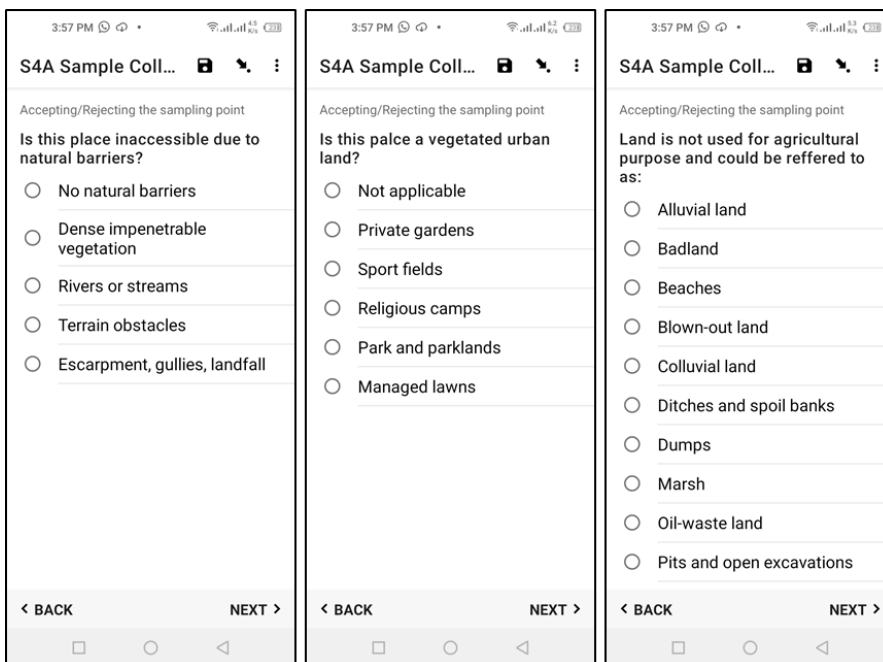 3:57 PM
4.5 K/s
22
S4A Sample Coll...
Accepting/Rejecting the sampling point
Is this place inaccessible due to
natural barriers?
No natural barriers
Dense impenetrable
vegetation
Rivers or streams
Terrain obstacles
Escarpment, gullies, landfall
< BACK
NEXT >
3:57 PM
6.2 K/s
S4A Sample Coll...
Accepting/Rejecting the sampling point
Is this palce a vegetated urban
land?
Not applicable
Private gardens
Sport fields
Religious camps
Park and parklands
Managed lawns
< BACK
NEXT >
3:57 PM
K/s
S4A Sample Coll...
Accepting/Rejecting the sampling point
Land is not used for agricultural
purpose and could be reffered to
as:
Alluvial land
Badland
Beaches
Blown-out land
Colluvial land
Ditches and spoil banks
Dumps
Marsh
Oil-waste land
Pits and open excavations
< BACK
NEXT >